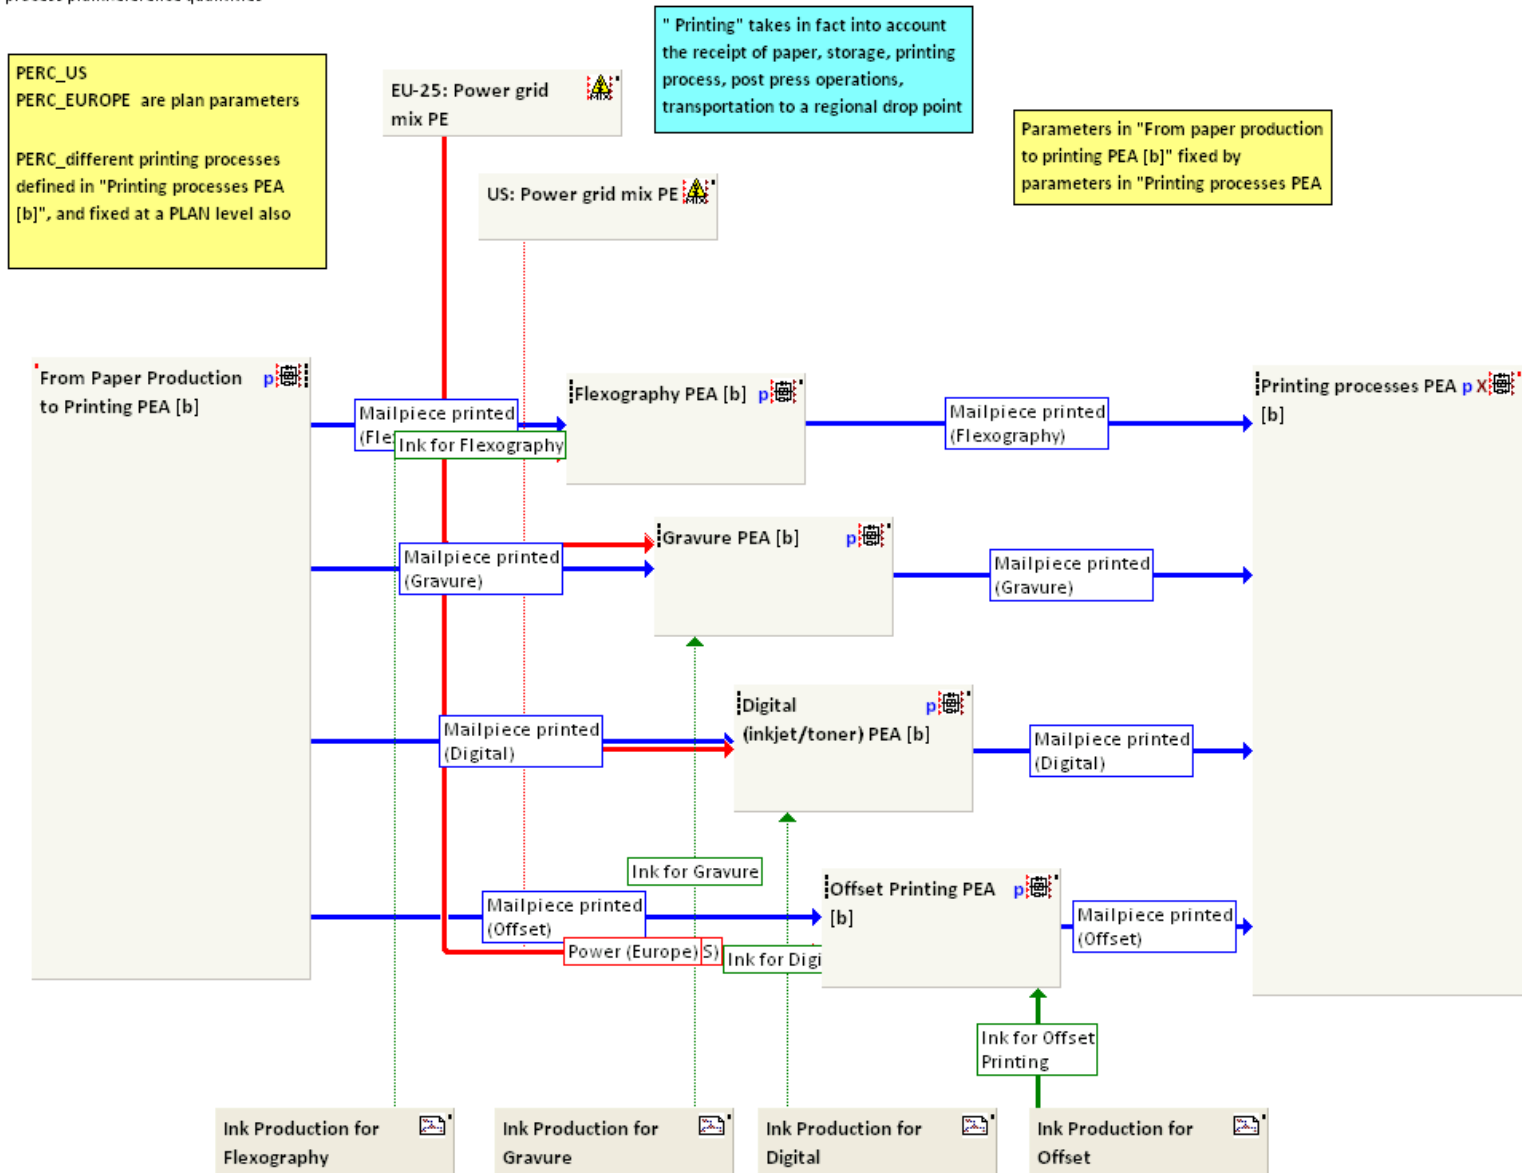 PERC_US
PERC_EUROPE are plan parameters
PERC_different printing processes
defined in "Printing processes PEA
[b]", and fixed at a PLAN level also
EU-25: Power grid
mix PE
" Printing" takes in fact into account
the receipt of paper, storage, printing
process, post press operations,
transportation to a regional drop point
Parameters in "From paper production
to printing PEA [b]" fixed by
parameters in "Printing processes PEA
US: Power grid mix PE
From Paper Production
to Printing PEA [b]
p
Mailpiece printed
(Fle
Ink for Flexography
Flexography PEA [b]
p
Mailpiece printed
(Flexography)
Printing processes PEA p X
[b]
Mailpiece printed
(Gravure)
Gravure PEA [b]
p
Mailpiece printed
(Gravure)
Mailpiece printed
(Digital)
Digital
(inkjet/toner) PEA [b]
p
Mailpiece printed
(Digital)
Ink for Gravure
Mailpiece printed
(Offset)
Power (Europe) S)
Ink for Digi
Offset Printing PEA
[b]
p
Mailpiece printed
(Offset)
Ink for Offset
Printing
Ink Production for
Flexography
Ink Production for
Gravure
Ink Production for
Digital
Ink Production for
Offset